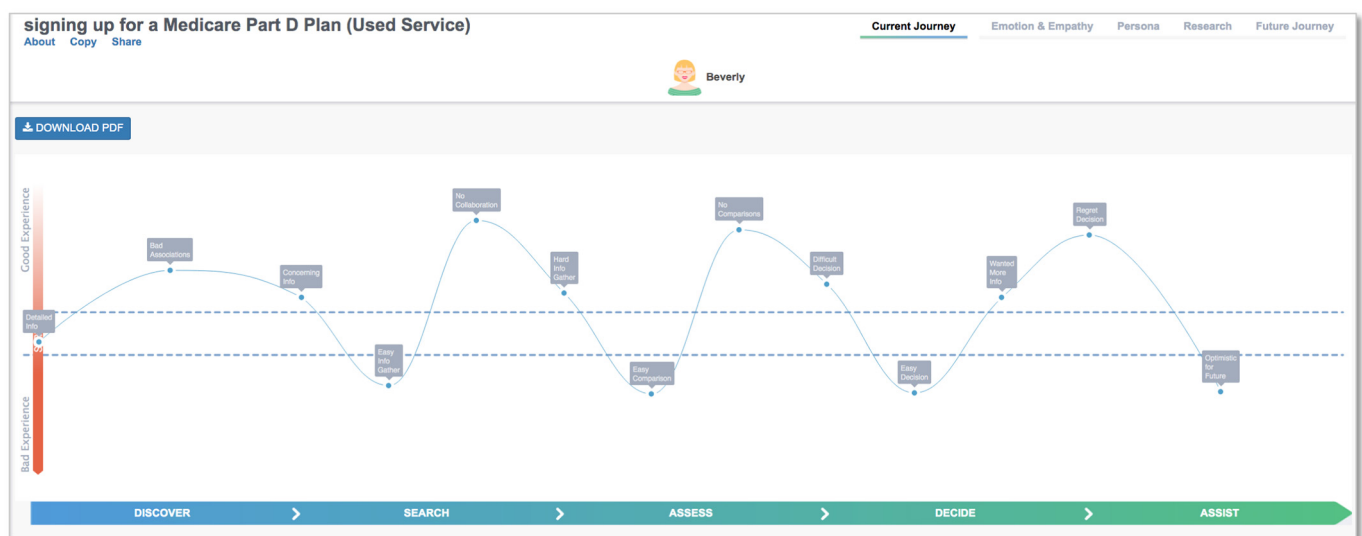 signing up for a Medicare Part D Plan (Used Service)
About Copy Share
Current Journey
Emotion & Empathy
Persona
Research
Future Journey
Beverly
DOWNLOAD PDF
Good Experience
Bad Experience
Detailed
Info
Bad
Associations
Concerning
Info
Easy
Info
Gather
No
Collaboration
Hard
Info
Gather
Easy
Comparison
No
Comparisons
Difficult
Decision
Easy
Decision
Wanted
More
Info
Regret
Decision
Optimistic
for
Future
DISCOVER
SEARCH
ASSESS
DECIDE
ASSIST